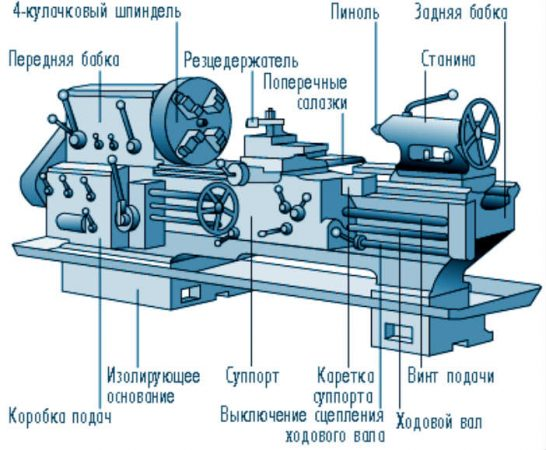 4-кулачковый шпиндель
Пиноль
Задняя бабка
Передняя бабка
Резцедержатель
Станина
Поперечные
салазки
Изолирующее
основание
Суппорт
Каретка
суппорта
Винт подачи
Коробка подач
Выключение сцепления
ходового вала
Ходовой вал